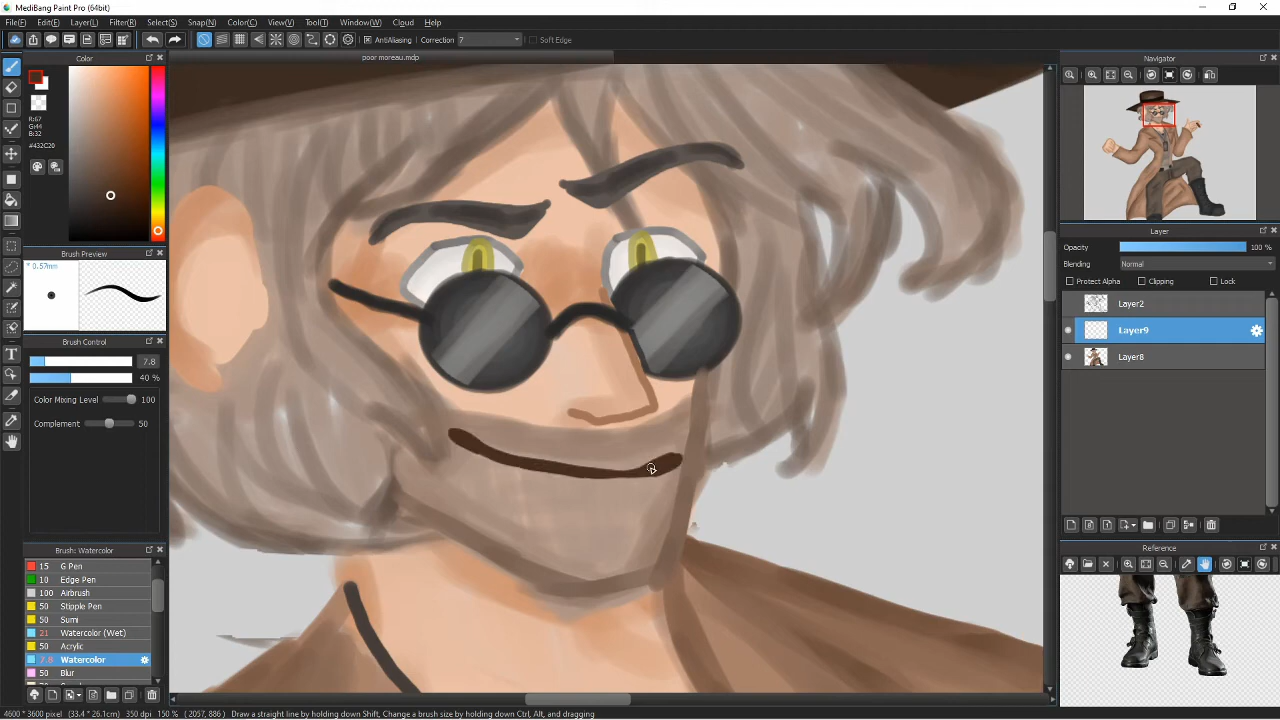 MediBang Paint Pro (64bit)
File(F) Edit(E) Layer(L) Filter(R) Select(S) Snap(N) Color(C) View(V) Tool(T) Window(W) Cloud Help
AntiAliasing Correction 7 Soft Edge
poor moreau.mdp
Color
R:67
G:44
B:32
#432C20
Brush Preview
* 0.57mm
Brush Control
7.8
40 %
Color Mixing Level 100
Complement 50
Brush: Watercolor
15 G Pen
10 Edge Pen
100 Airbrush
50 Stipple Pen
50 Sumi
21 Watercolor (Wet)
50 Acrylic
7.8 Watercolor
50 Blur
Navigator
Layer
Opacity 100 %
Blending Normal
Protect Alpha Clipping Lock
Layer2
Layer9
Layer8
Reference
4600 * 3600 pixel (33.4 * 26.1cm) 350 dpi 150 % ( 2057, 886 ) Draw a straight line by holding down Shift, Change a brush size by holding down Ctrl, Alt, and dragging